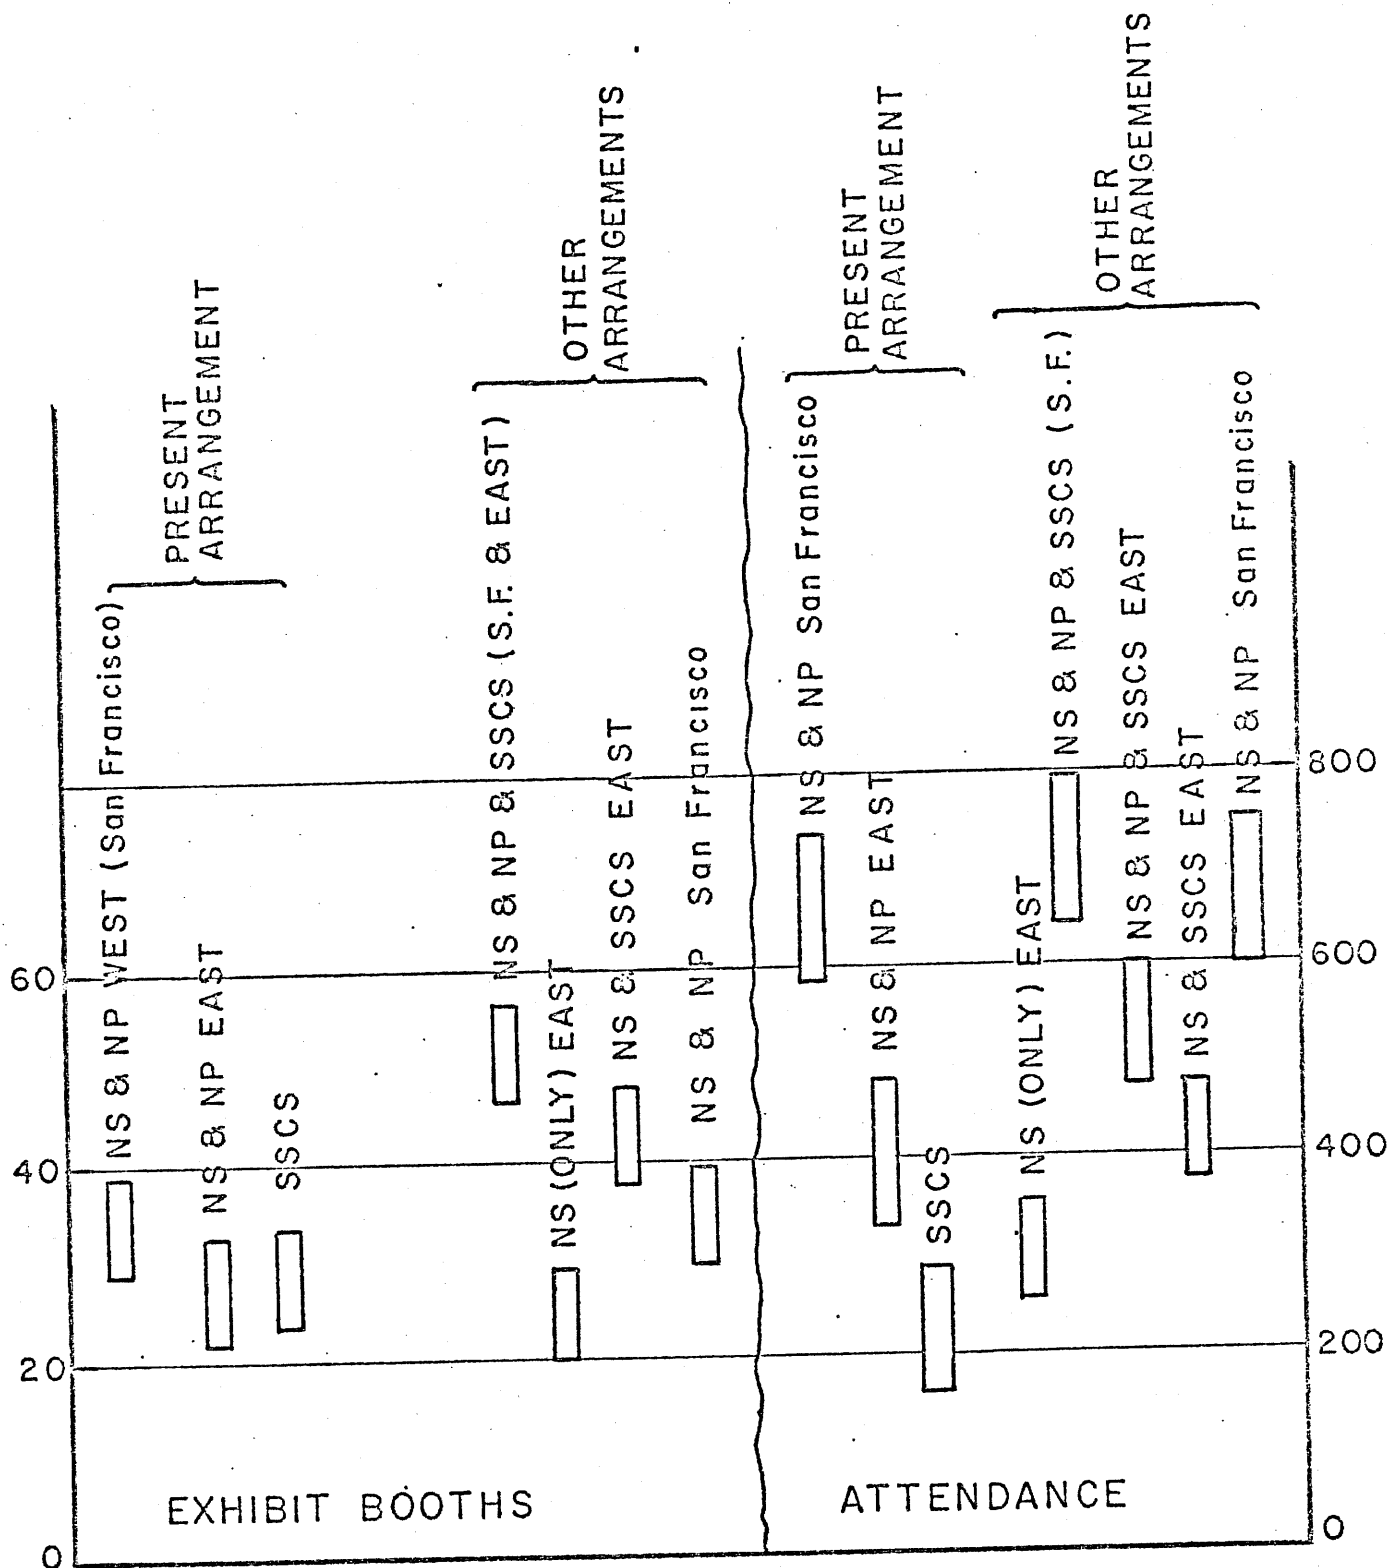 PRESENT
ARRANGEMENT
NS & NP WEST (San Francisco)
NS & NP EAST
SSCS
OTHER
ARRANGEMENTS
NS & NP & SSCS (S.F. & EAST)
NS (ONLY) EAST
NS & SSCS EAST
NS & NP San Francisco
PRESENT
ARRANGEMENT
NS & NP San Francisco
NS & NP EAST
SSCS
OTHER
ARRANGEMENTS
NS (ONLY) EAST
NS & NP & SSCS (S.F.)
NS & NP & SSCS EAST
NS & SSCS EAST
NS & NP San Francisco
60
40
20
0
800
600
400
200
0
EXHIBIT BOOTHS
ATTENDANCE